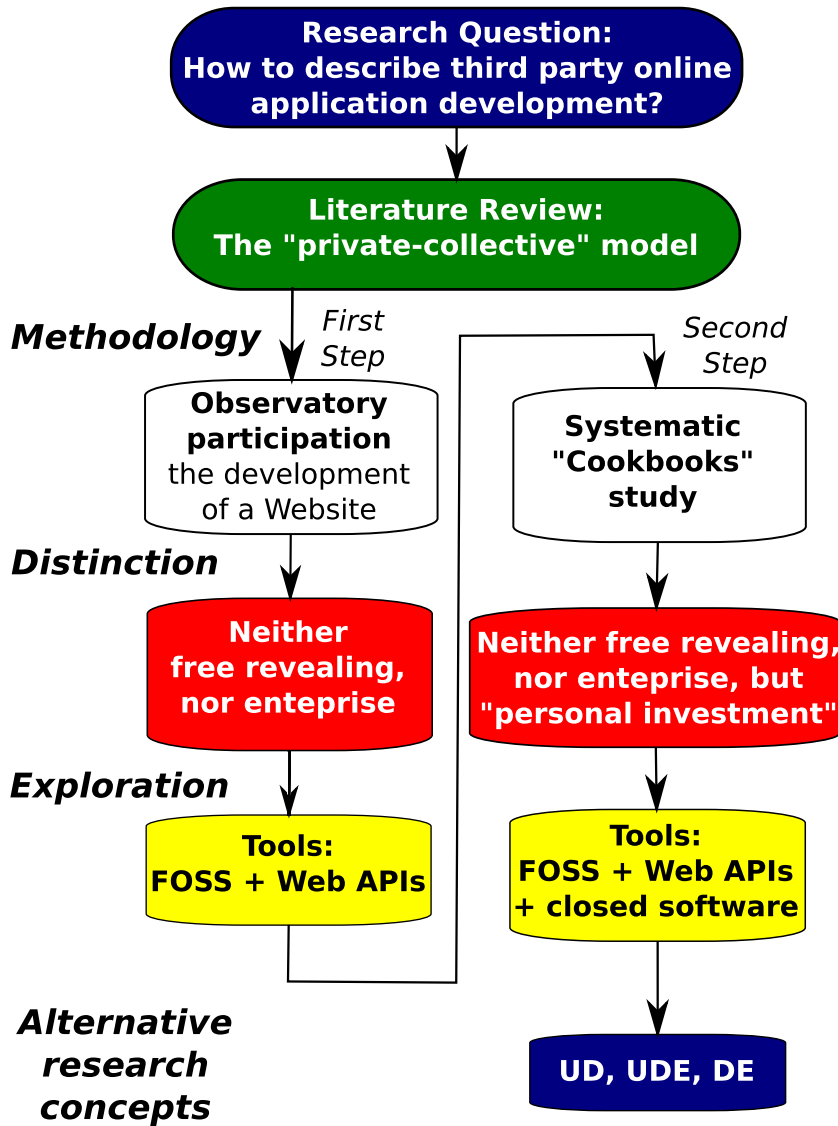 Research Question:
How to describe third party online
application development?
Literature Review:
The "private-collective" model
Methodology
First
Step
Observatory
participation
the development
of a Website
Distinction
Neither
free revealing,
nor enteprise
Exploration
Tools:
FOSS + Web APIs
Second
Step
Systematic
"Cookbooks"
study
Neither free revealing,
nor enteprise, but
"personal investment"
Tools:
FOSS + Web APIs
+ closed software
Alternative
research
concepts
UD, UDE, DE